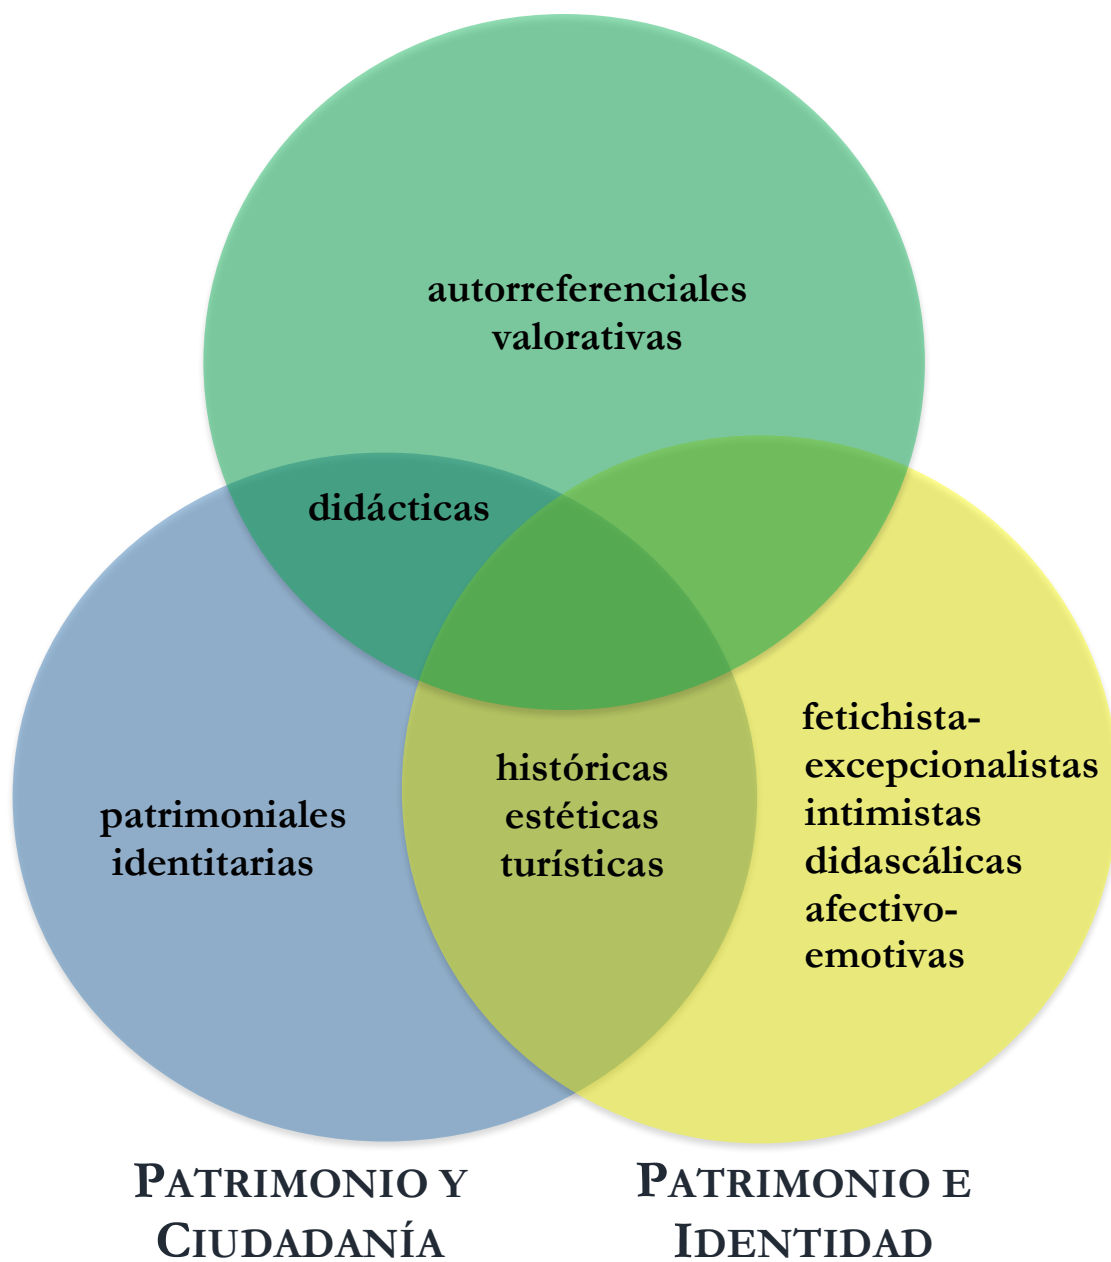 autorreferenciales
valorativas
didácticas
patrimoniales
identitarias
históricas
estéticas
turísticas
fetichista-
excepcionalistas
intimistas
didascálicas
afectivo-
emotivas
PATRIMONIO Y
CIUDADANÍA
PATRIMONIO E
IDENTIDAD